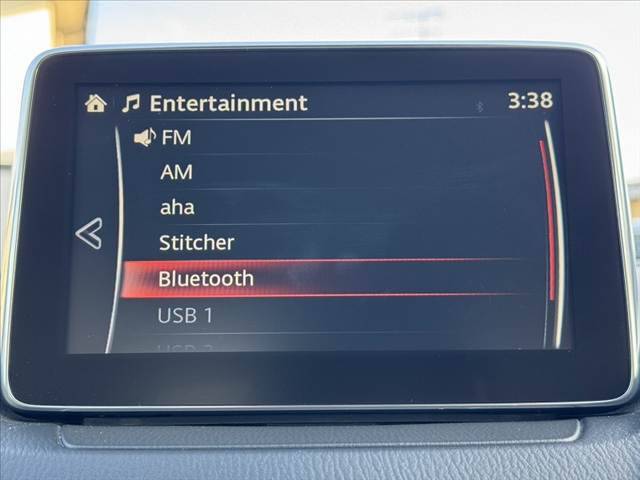 Entertainment 3:38
FM
AM
aha
Stitcher
Bluetooth
USB 1